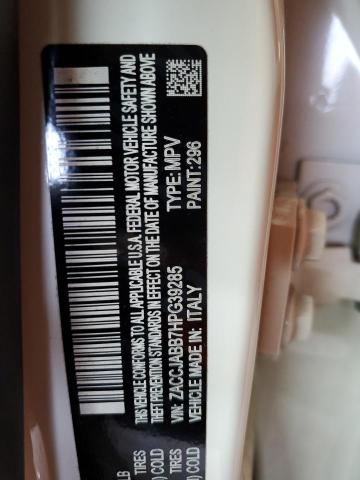 THIS VEHICLE CONFORMS TO ALL APPLICABLE U.S.A. FEDERAL MOTOR VEHICLE SAFETY AND
THEFT PREVENTION STANDARDS IN EFFECT ON THE DATE OF MANUFACTURE SHOWN ABOVE
VIN: ZACCJABB7HPG39285 TYPE: MPV
VEHICLE MADE IN: ITALY PAINT: 296
LB
TIRES
) COLD
TIRES
) COLD